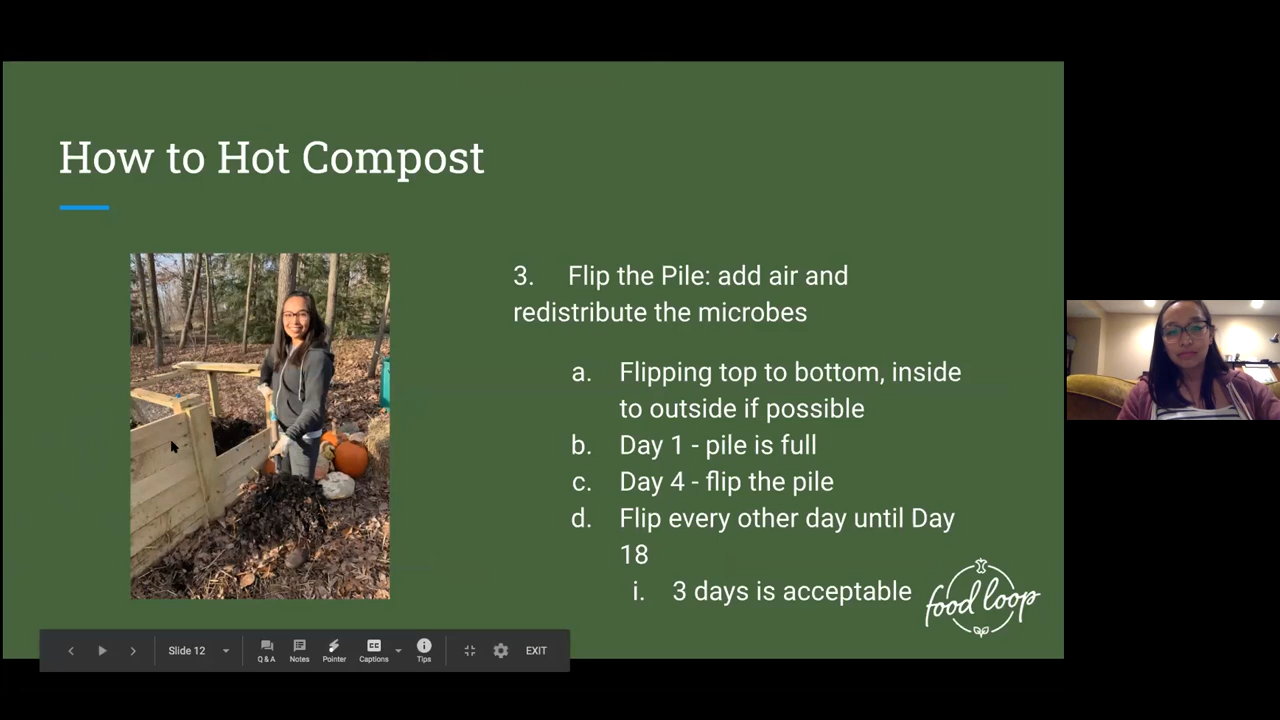 How to Hot Compost
3. Flip the Pile: add air and
redistribute the microbes
a. Flipping top to bottom, inside
to outside if possible
b. Day 1 - pile is full
c. Day 4 - flip the pile
d. Flip every other day until Day
18
i. 3 days is acceptable
food loop
Slide 12
Q & A Notes Pointer CC Captions Tips EXIT